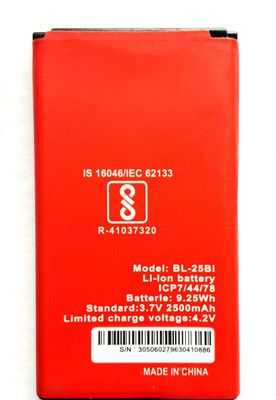 IS 16046/IEC 62133
R-41037320
Model: BL-25BI
Li-ion battery
ICP7/44/78
Batterie: 9.25Wh
Standard:3.7V 2500mAh
Limited charge voltage:4.2V
S/N : 305060279630410886
MADE IN CHINA